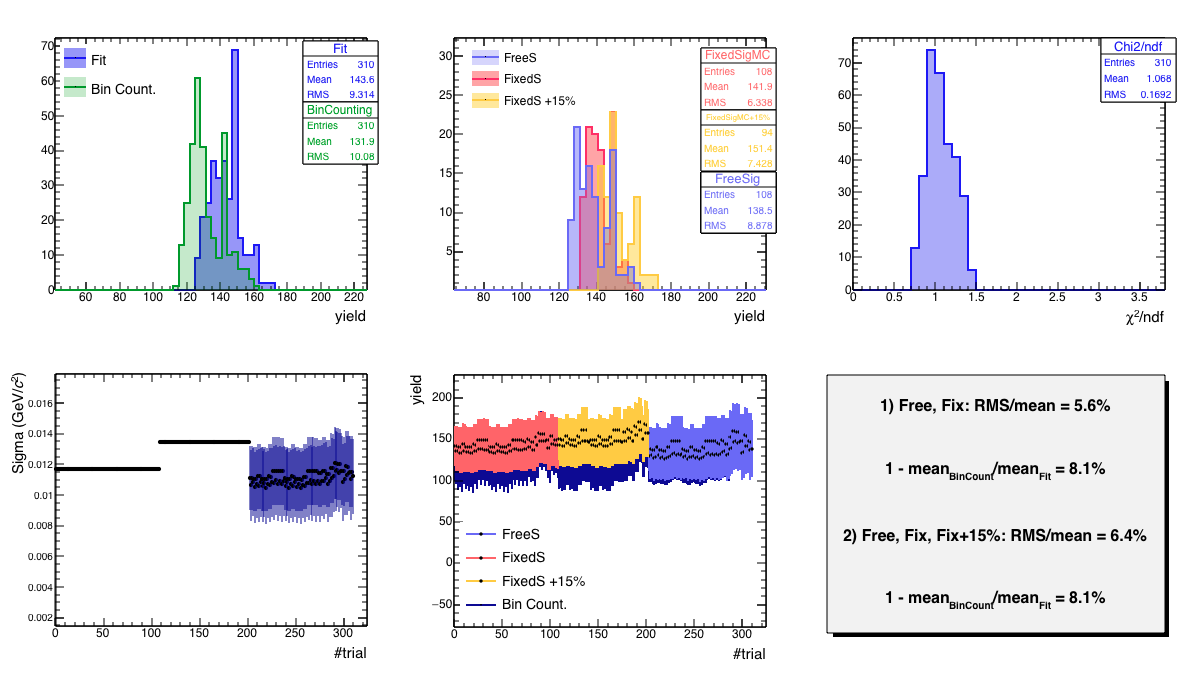 Fit
Bin Count.
Fit
Entries 310
Mean 143.6
RMS 9.314
BinCounting
Entries 310
Mean 131.9
RMS 10.08
70
60
50
40
30
20
10
0
60 80 100 120 140 160 180 200 220
yield
FreeS
FixedS
FixedS +15%
FixedSigMC
Entries 108
Mean 141.9
RMS 6.338
FixedSigMC+15%
Entries 94
Mean 151.4
RMS 7.428
FreeSig
Entries 108
Mean 138.5
RMS 8.878
30
25
20
15
10
5
80 100 120 140 160 180 200 220
yield
Chi2/ndf
Entries 310
Mean 1.068
RMS 0.1692
70
60
50
40
30
20
10
0
0 0.5 1 1.5 2 2.5 3 3.5
χ²/ndf
Sigma (GeV/c²)
0.016
0.014
0.012
0.01
0.008
0.006
0.004
0.002
0 50 100 150 200 250 300
#trial
yield
200
150
100
50
0
−50
FreeS
FixedS
FixedS +15%
Bin Count.
0 50 100 150 200 250 300
#trial
1) Free, Fix: RMS/mean = 5.6%
1 - meanBinCount/meanFit = 8.1%
2) Free, Fix, Fix+15%: RMS/mean = 6.4%
1 - meanBinCount/meanFit = 8.1%